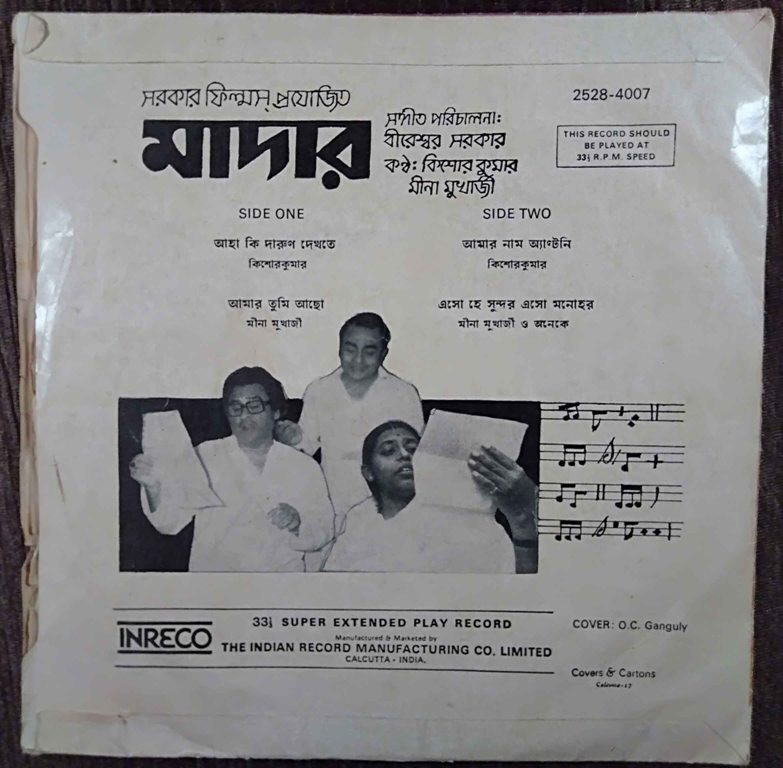 সরকার ফিল্মস্ প্রযোজিত
মাদার
সঙ্গীত পরিচালনা:
বীরেশ্বর সরকার
কণ্ঠ: কিশোর কুমার
মীনা মুখার্জী
2528-4007
THIS RECORD SHOULD
BE PLAYED AT
33⅓ R.P.M. SPEED
SIDE ONE
আহা কি দারুণ দেখতে
কিশোরকুমার
আমার তুমি আছো
মীনা মুখার্জী
SIDE TWO
আমার নাম অ্যাণ্টনি
কিশোরকুমার
এসো হে সুন্দর এসো মনোহর
মীনা মুখার্জী ও অনেকে
INRECO
33⅓ SUPER EXTENDED PLAY RECORD
Manufactured & Marketed by
THE INDIAN RECORD MANUFACTURING CO. LIMITED
CALCUTTA - INDIA.
COVER: O.C. Ganguly
Covers & Cartons
Calcutta-17